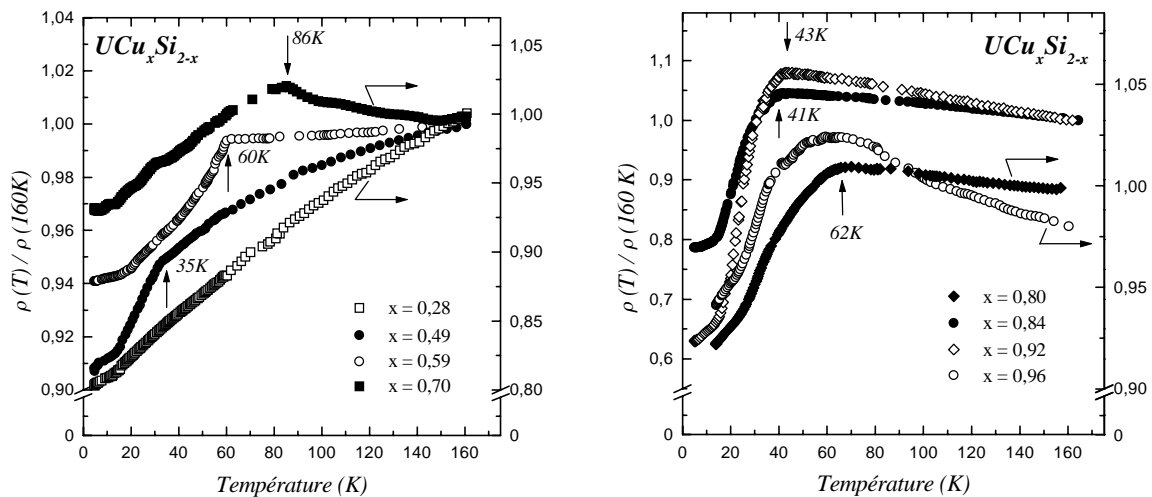 UCuxSi2-x
86K
60K
35K
1,04
1,02
1,00
0,98
0,96
0,94
0,92
0,90
0
ρ (T) / ρ (160K)
1,05
1,00
0,95
0,90
0,85
0,80
0
x = 0,28
x = 0,49
x = 0,59
x = 0,70
0 20 40 60 80 100 120 140 160
Température (K)
43K
UCuxSi2-x
41K
62K
1,1
1,0
0,9
0,8
0,7
0,6
0
ρ (T) / ρ (160 K)
1,05
1,00
0,95
0,90
0
x = 0,80
x = 0,84
x = 0,92
x = 0,96
0 20 40 60 80 100 120 140 160
Température (K)